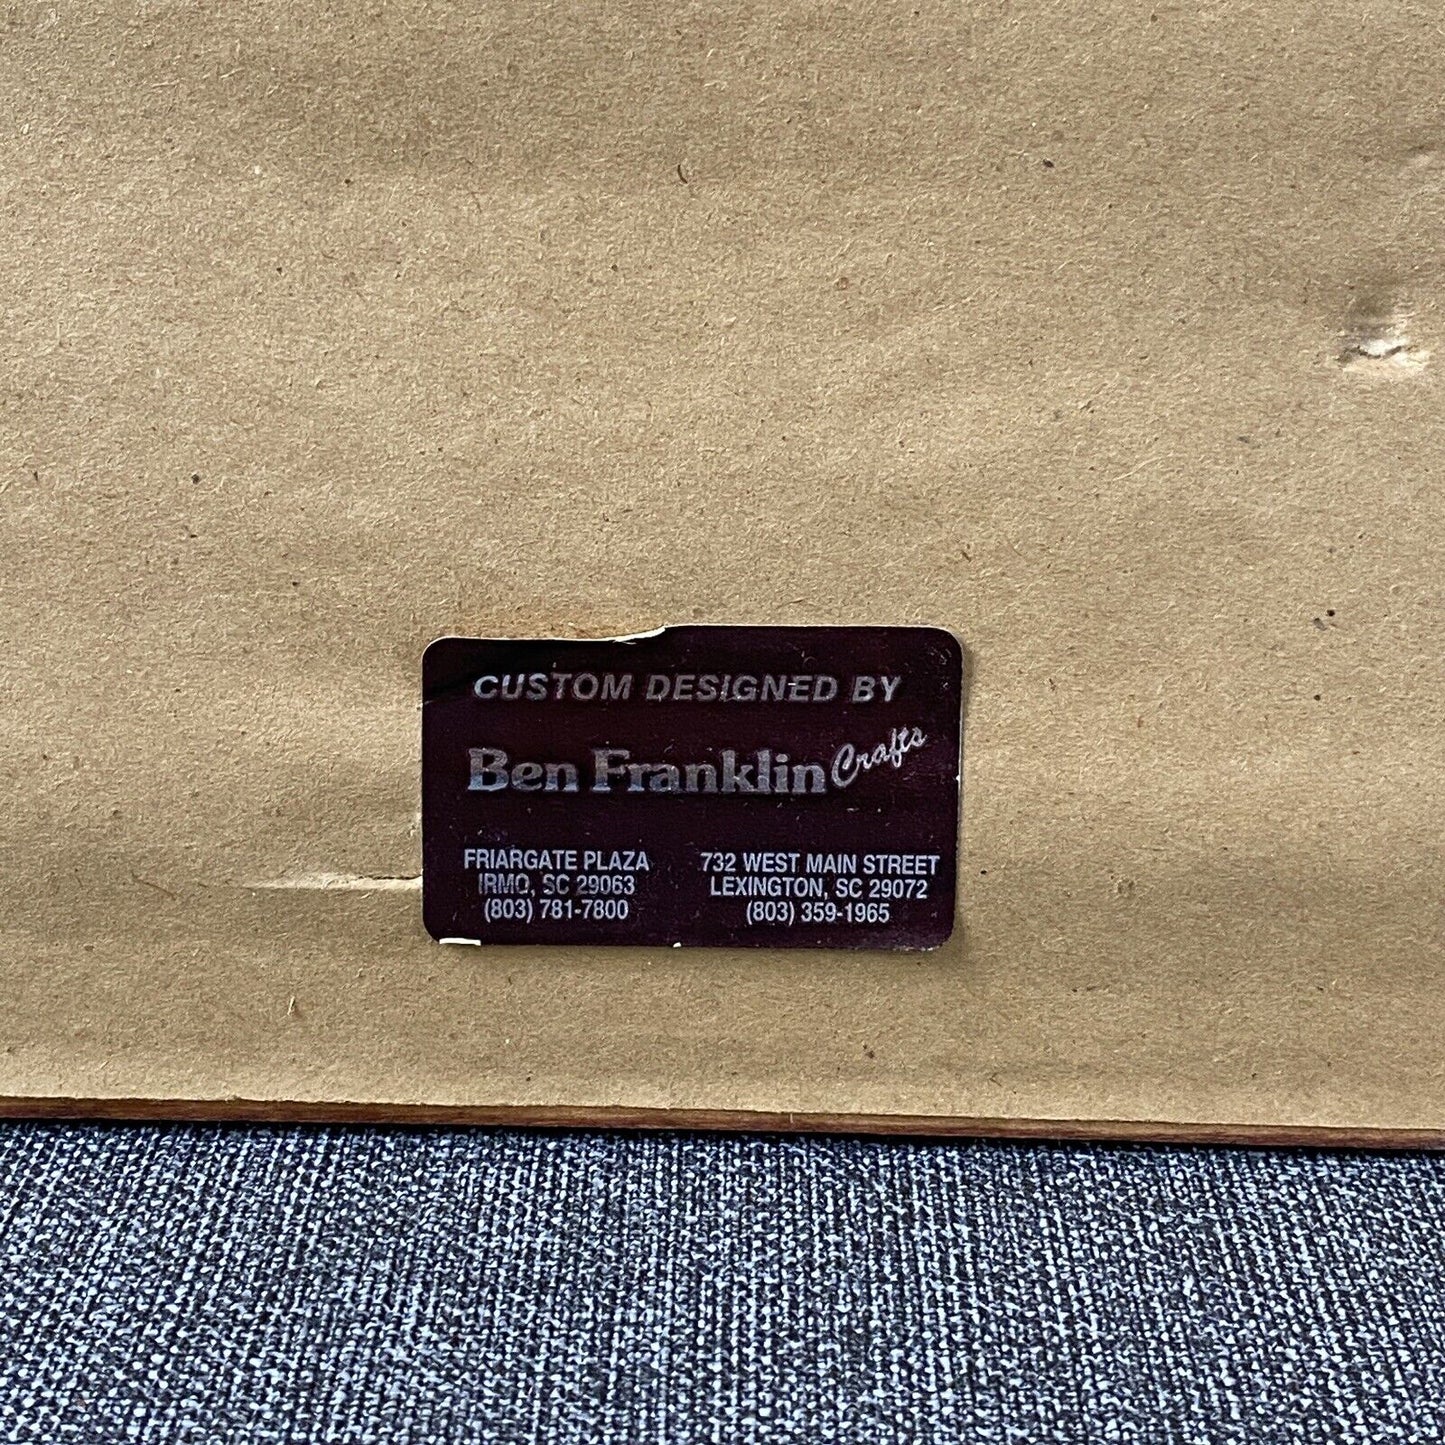 CUSTOM DESIGNED BY
Ben Franklin Crafts
FRIARGATE PLAZA
IRMO, SC 29063
(803) 781-7800
732 WEST MAIN STREET
LEXINGTON, SC 29072
(803) 359-1965